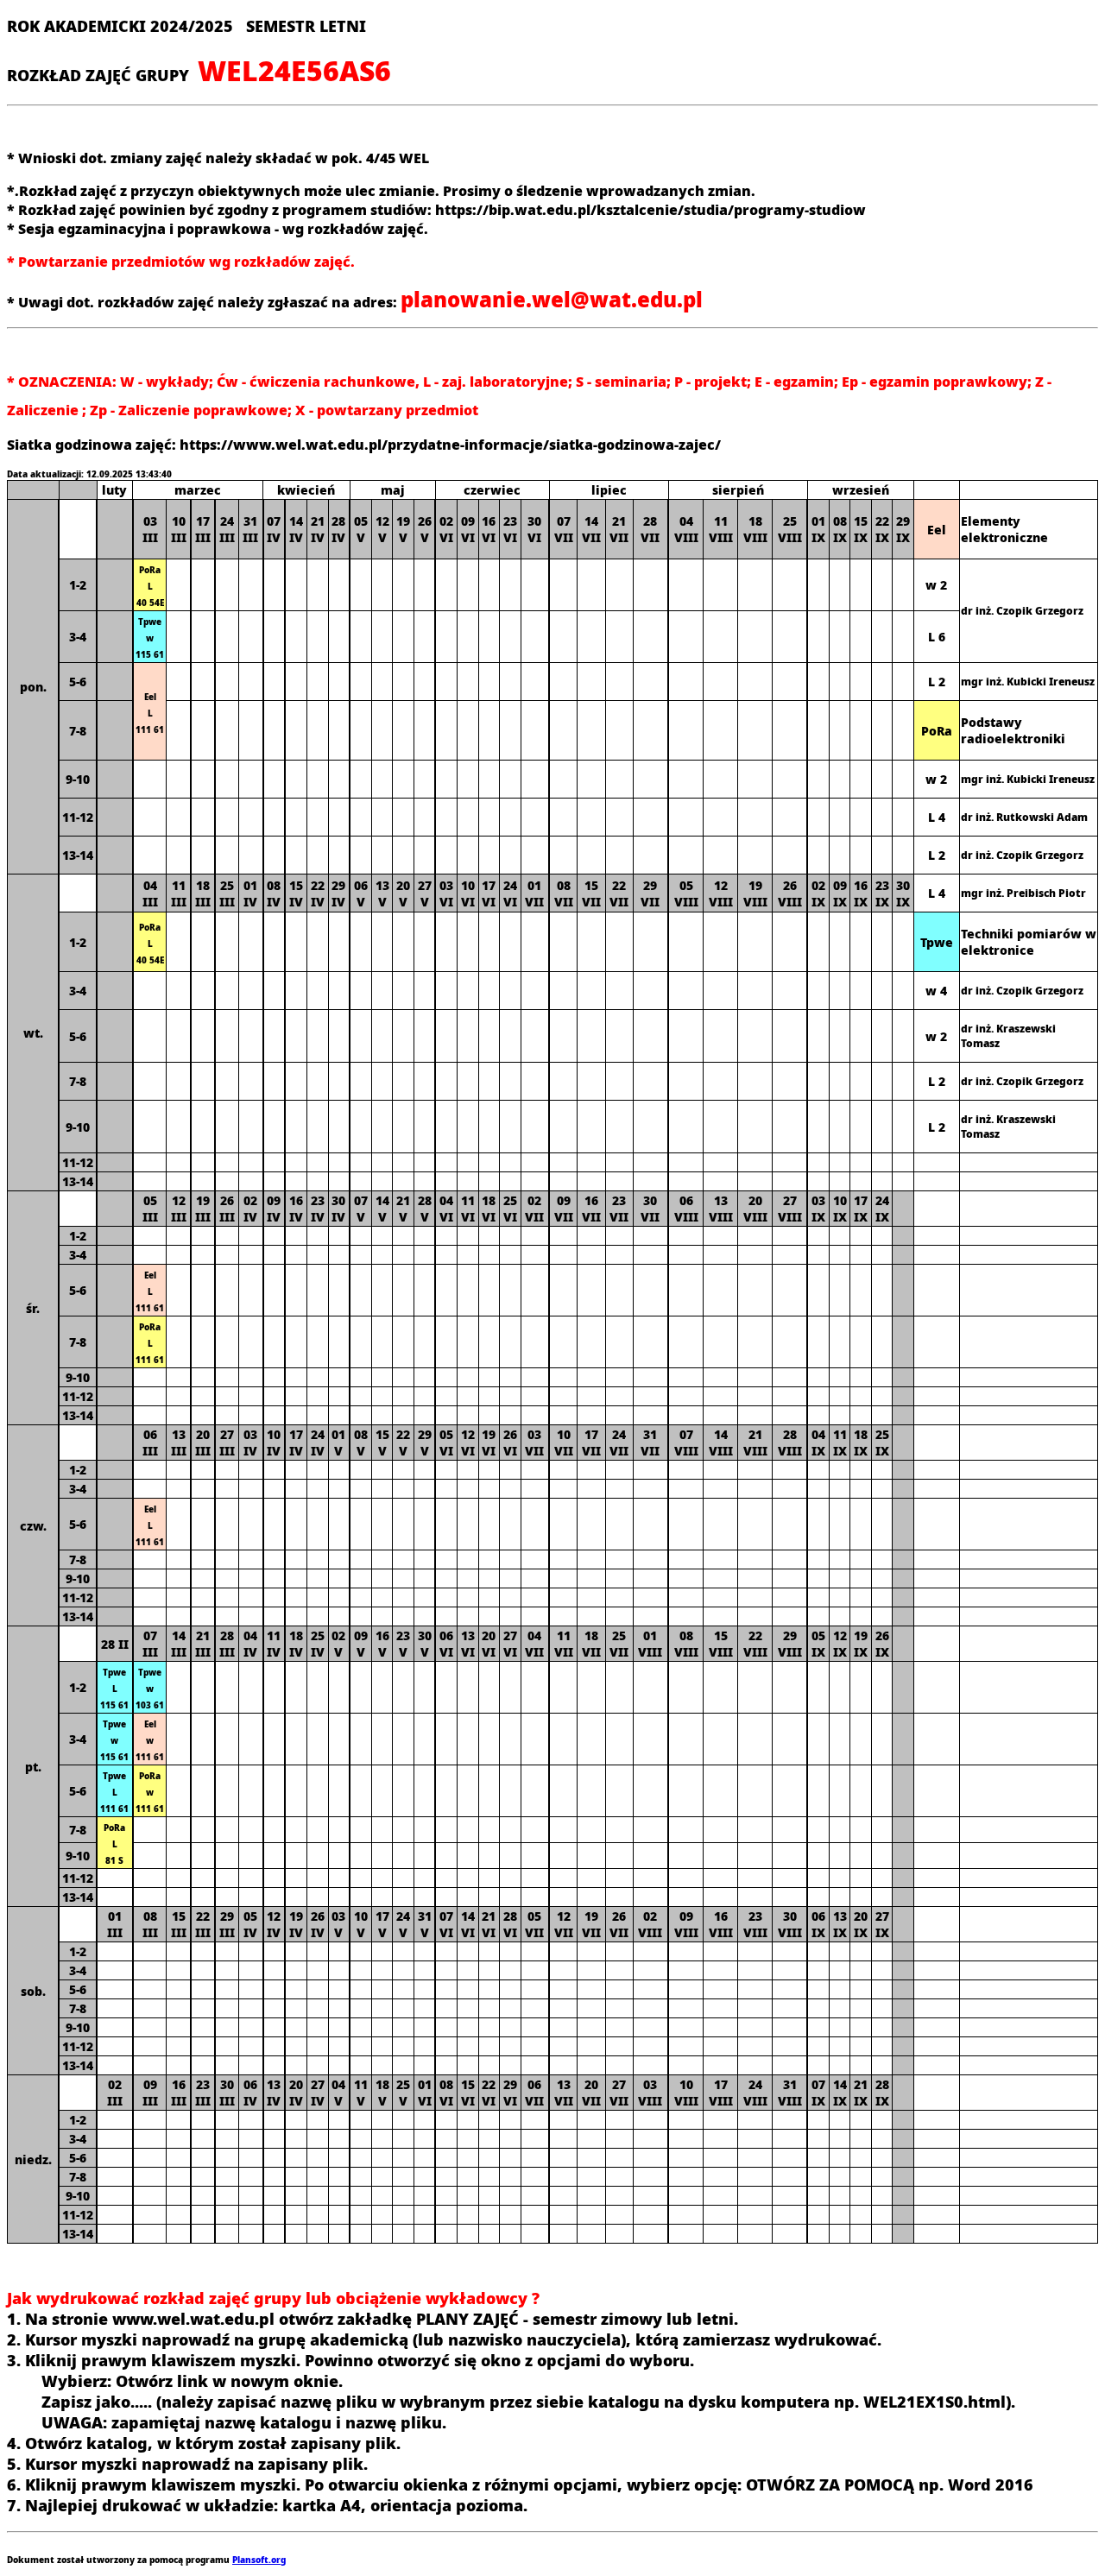 ROK AKADEMICKI 2024/2025 SEMESTR LETNI
ROZKŁAD ZAJĘĆ GRUPY WEL24E56AS6
* Wnioski dot. zmiany zajęć należy składać w pok. 4/45 WEL
*.Rozkład zajęć z przyczyn obiektywnych może ulec zmianie. Prosimy o śledzenie wprowadzanych zmian.
* Rozkład zajęć powinien być zgodny z programem studiów: https://bip.wat.edu.pl/ksztalcenie/studia/programy-studiow
* Sesja egzaminacyjna i poprawkowa - wg rozkładów zajęć.
* Powtarzanie przedmiotów wg rozkładów zajęć.
* Uwagi dot. rozkładów zajęć należy zgłaszać na adres: planowanie.wel@wat.edu.pl
* OZNACZENIA: W - wykłady; Ćw - ćwiczenia rachunkowe, L - zaj. laboratoryjne; S - seminaria; P - projekt; E - egzamin; Ep - egzamin poprawkowy; Z -
Zaliczenie ; Zp - Zaliczenie poprawkowe; X - powtarzany przedmiot
Siatka godzinowa zajęć: https://www.wel.wat.edu.pl/przydatne-informacje/siatka-godzinowa-zajec/
Data aktualizacji: 12.09.2025 13:43:40
luty marzec kwiecień maj czerwiec lipiec sierpień wrzesień
pon. 03 III 10 III 17 III 24 III 31 III 07 IV 14 IV 21 IV 28 IV 05 V 12 V 19 V 26 V 02 VI 09 VI 16 VI 23 VI 30 VI 07 VII 14 VII 21 VII 28 VII 04 VIII 11 VIII 18 VIII 25 VIII 01 IX 08 IX 15 IX 22 IX 29 IX Eel Elementy elektroniczne
1-2 PoRa L 40 54E w 2 dr inż. Czopik Grzegorz
3-4 Tpwe w 115 61 L 6
5-6 Eel L 111 61 L 2 mgr inż. Kubicki Ireneusz
7-8 PoRa Podstawy radioelektroniki
9-10 w 2 mgr inż. Kubicki Ireneusz
11-12 L 4 dr inż. Rutkowski Adam
13-14 L 2 dr inż. Czopik Grzegorz
wt. 04 III 11 III 18 III 25 III 01 IV 08 IV 15 IV 22 IV 29 IV 06 V 13 V 20 V 27 V 03 VI 10 VI 17 VI 24 VI 01 VII 08 VII 15 VII 22 VII 29 VII 05 VIII 12 VIII 19 VIII 26 VIII 02 IX 09 IX 16 IX 23 IX 30 IX L 4 mgr inż. Preibisch Piotr
1-2 PoRa L 40 54E Tpwe Techniki pomiarów w elektronice
3-4 w 4 dr inż. Czopik Grzegorz
5-6 w 2 dr inż. Kraszewski Tomasz
7-8 L 2 dr inż. Czopik Grzegorz
9-10 L 2 dr inż. Kraszewski Tomasz
11-12
13-14
śr. 05 III 12 III 19 III 26 III 02 IV 09 IV 16 IV 23 IV 30 IV 07 V 14 V 21 V 28 V 04 VI 11 VI 18 VI 25 VI 02 VII 09 VII 16 VII 23 VII 30 VII 06 VIII 13 VIII 20 VIII 27 VIII 03 IX 10 IX 17 IX 24 IX
1-2
3-4
5-6 Eel L 111 61
7-8 PoRa L 111 61
9-10
11-12
13-14
czw. 06 III 13 III 20 III 27 III 03 IV 10 IV 17 IV 24 IV 01 V 08 V 15 V 22 V 29 V 05 VI 12 VI 19 VI 26 VI 03 VII 10 VII 17 VII 24 VII 31 VII 07 VIII 14 VIII 21 VIII 28 VIII 04 IX 11 IX 18 IX 25 IX
1-2
3-4
5-6 Eel L 111 61
7-8
9-10
11-12
13-14
pt. 28 II 07 III 14 III 21 III 28 III 04 IV 11 IV 18 IV 25 IV 02 V 09 V 16 V 23 V 30 V 06 VI 13 VI 20 VI 27 VI 04 VII 11 VII 18 VII 25 VII 01 VIII 08 VIII 15 VIII 22 VIII 29 VIII 05 IX 12 IX 19 IX 26 IX
1-2 Tpwe L 115 61 Tpwe w 103 61
3-4 Tpwe w 115 61 Eel w 111 61
5-6 Tpwe L 111 61 PoRa w 111 61
7-8 PoRa L 81 S
9-10
11-12
13-14
sob. 01 III 08 III 15 III 22 III 29 III 05 IV 12 IV 19 IV 26 IV 03 V 10 V 17 V 24 V 31 V 07 VI 14 VI 21 VI 28 VI 05 VII 12 VII 19 VII 26 VII 02 VIII 09 VIII 16 VIII 23 VIII 30 VIII 06 IX 13 IX 20 IX 27 IX
1-2
3-4
5-6
7-8
9-10
11-12
13-14
niedz. 02 III 09 III 16 III 23 III 30 III 06 IV 13 IV 20 IV 27 IV 04 V 11 V 18 V 25 V 01 VI 08 VI 15 VI 22 VI 29 VI 06 VII 13 VII 20 VII 27 VII 03 VIII 10 VIII 17 VIII 24 VIII 31 VIII 07 IX 14 IX 21 IX 28 IX
1-2
3-4
5-6
7-8
9-10
11-12
13-14
Jak wydrukować rozkład zajęć grupy lub obciążenie wykładowcy ?
1. Na stronie www.wel.wat.edu.pl otwórz zakładkę PLANY ZAJĘĆ - semestr zimowy lub letni.
2. Kursor myszki naprowadź na grupę akademicką (lub nazwisko nauczyciela), którą zamierzasz wydrukować.
3. Kliknij prawym klawiszem myszki. Powinno otworzyć się okno z opcjami do wyboru.
Wybierz: Otwórz link w nowym oknie.
Zapisz jako..... (należy zapisać nazwę pliku w wybranym przez siebie katalogu na dysku komputera np. WEL21EX1S0.html).
UWAGA: zapamiętaj nazwę katalogu i nazwę pliku.
4. Otwórz katalog, w którym został zapisany plik.
5. Kursor myszki naprowadź na zapisany plik.
6. Kliknij prawym klawiszem myszki. Po otwarciu okienka z różnymi opcjami, wybierz opcję: OTWÓRZ ZA POMOCĄ np. Word 2016
7. Najlepiej drukować w układzie: kartka A4, orientacja pozioma.
Dokument został utworzony za pomocą programu Plansoft.org